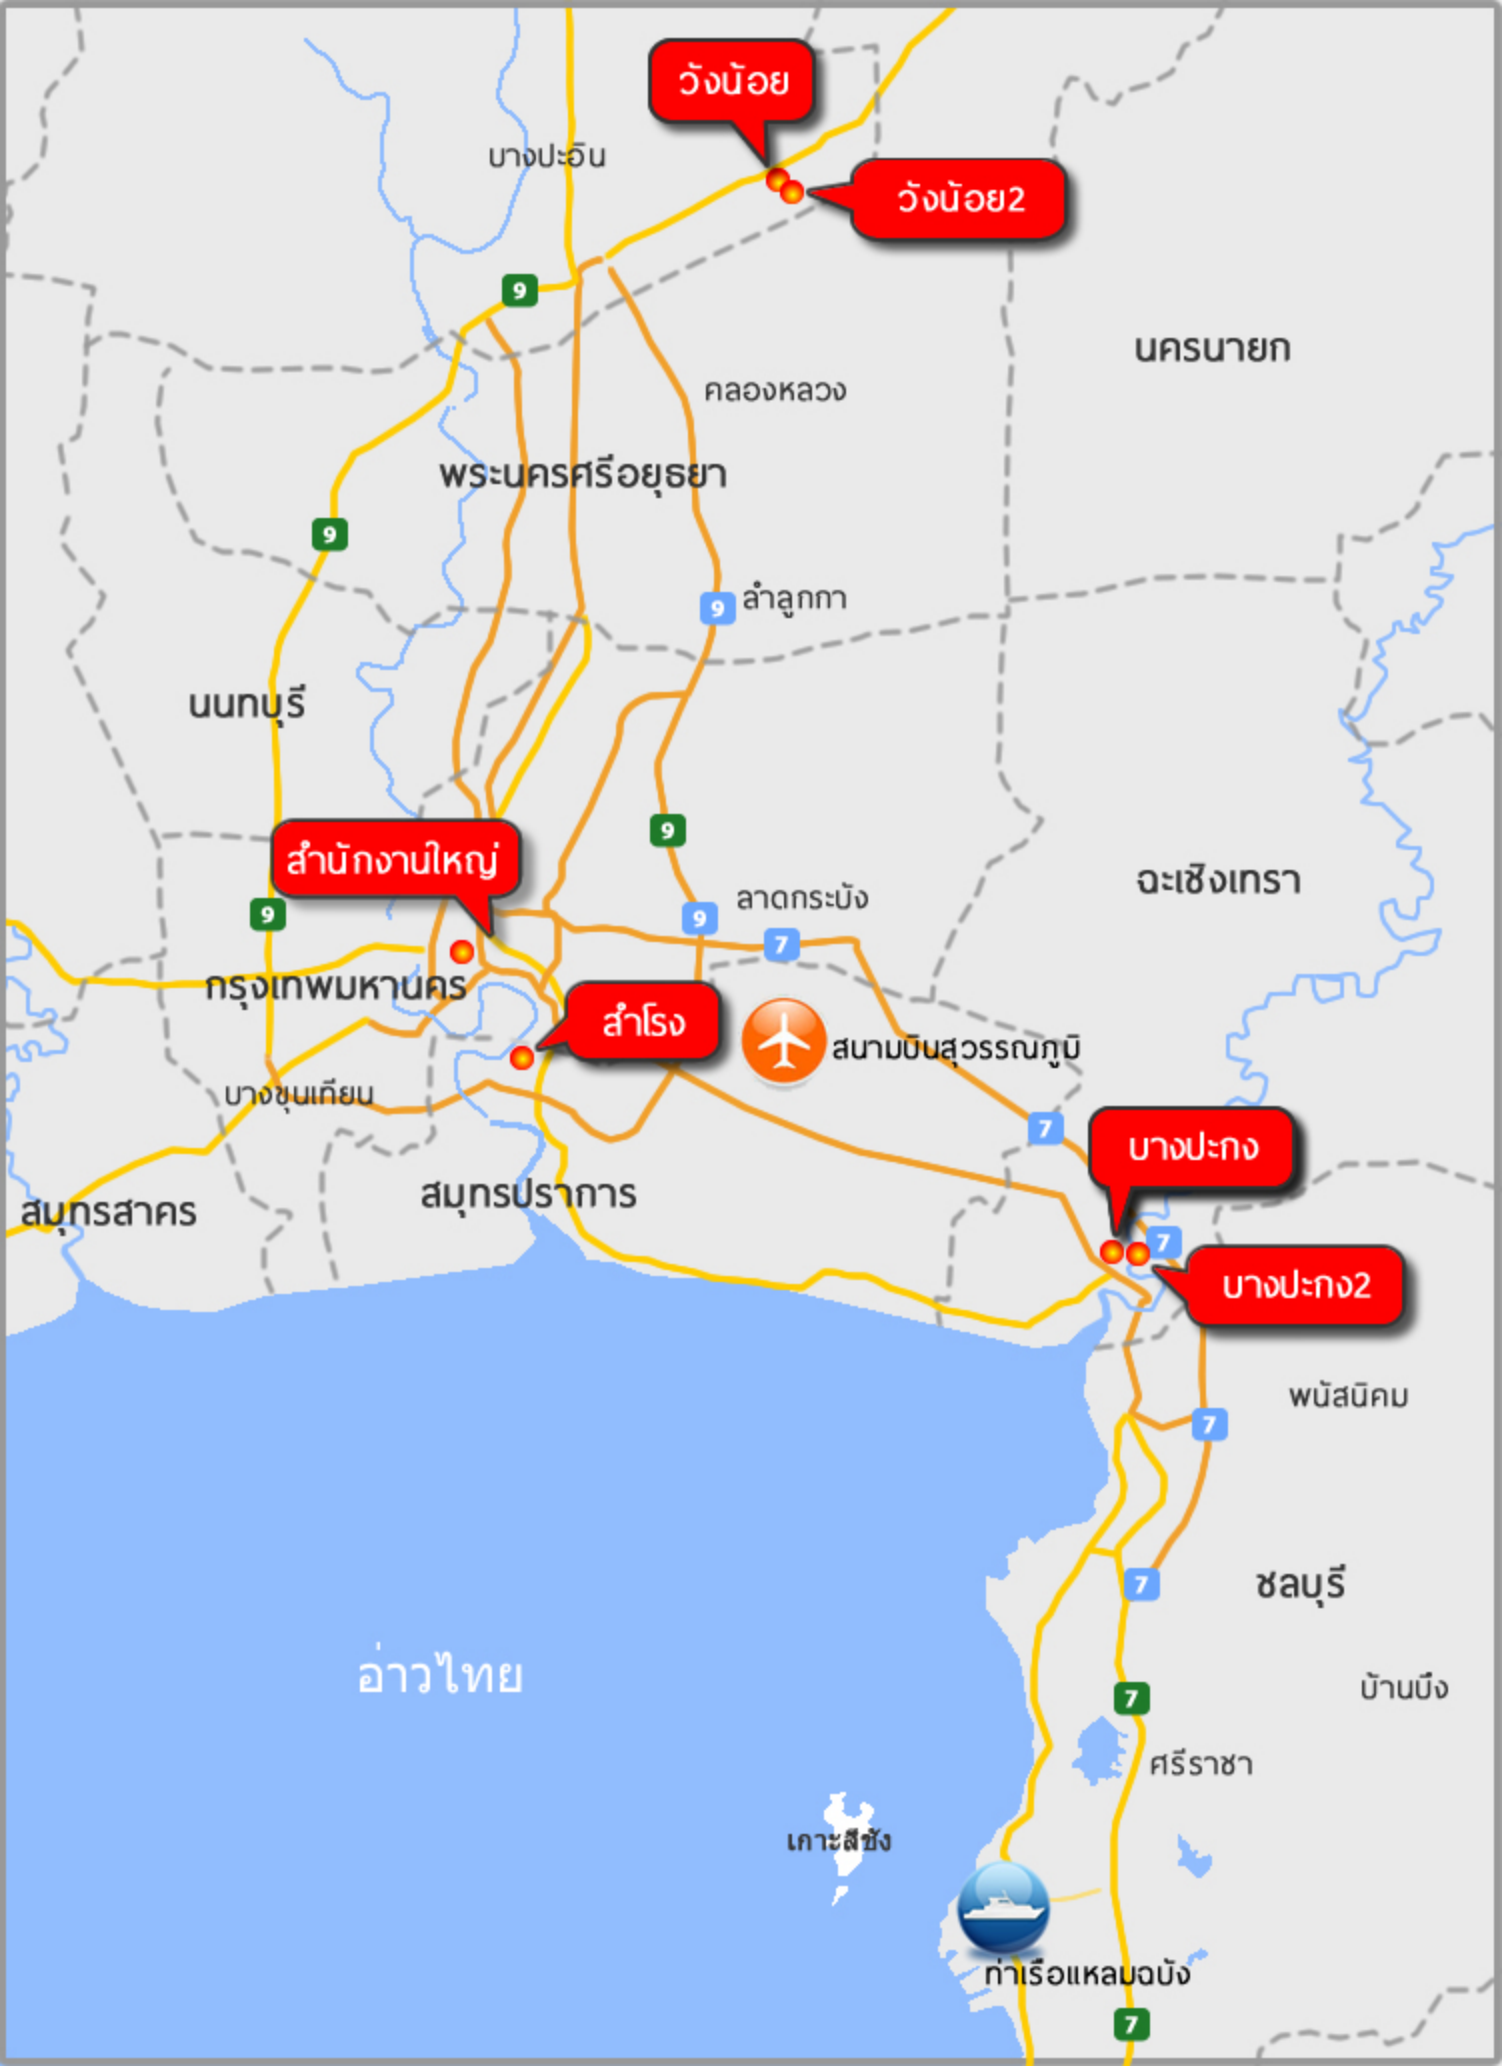 วังน้อย
บางปะอิน
วังน้อย2
9
นครนายก
คลองหลวง
พระนครศรีอยุธยา
9
9
ลำลูกกา
นนทบุรี
9
สำนักงานใหญ่
ฉะเชิงเทรา
ลาดกระบัง
9
9
7
กรุงเทพมหานคร
สำโรง
สนามบินสุวรรณภูมิ
บางขุนเทียน
7
บางปะกง
สมุทรปราการ
สมุทรสาคร
7
บางปะกง2
พนัสนิคม
7
7
ชลบุรี
อ่าวไทย
บ้านบึง
7
ศรีราชา
เกาะสีชัง
ท่าเรือแหลมฉบัง
7